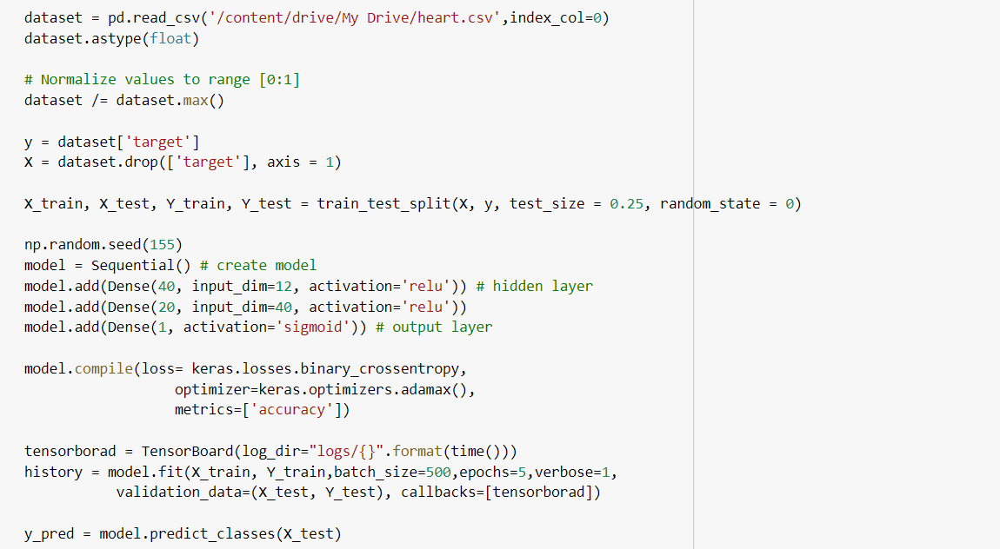 dataset = pd.read_csv('/content/drive/My Drive/heart.csv',index_col=0)
dataset.astype(float)
# Normalize values to range [0:1]
dataset /= dataset.max()
y = dataset['target']
X = dataset.drop(['target'], axis = 1)
X_train, X_test, Y_train, Y_test = train_test_split(X, y, test_size = 0.25, random_state = 0)
np.random.seed(155)
model = Sequential() # create model
model.add(Dense(40, input_dim=12, activation='relu')) # hidden layer
model.add(Dense(20, input_dim=40, activation='relu'))
model.add(Dense(1, activation='sigmoid')) # output layer
model.compile(loss= keras.losses.binary_crossentropy,
optimizer=keras.optimizers.adamax(),
metrics=['accuracy'])
tensorborad = TensorBoard(log_dir="logs/{}".format(time()))
history = model.fit(X_train, Y_train,batch_size=500,epochs=5,verbose=1,
validation_data=(X_test, Y_test), callbacks=[tensorborad])
y_pred = model.predict_classes(X_test)